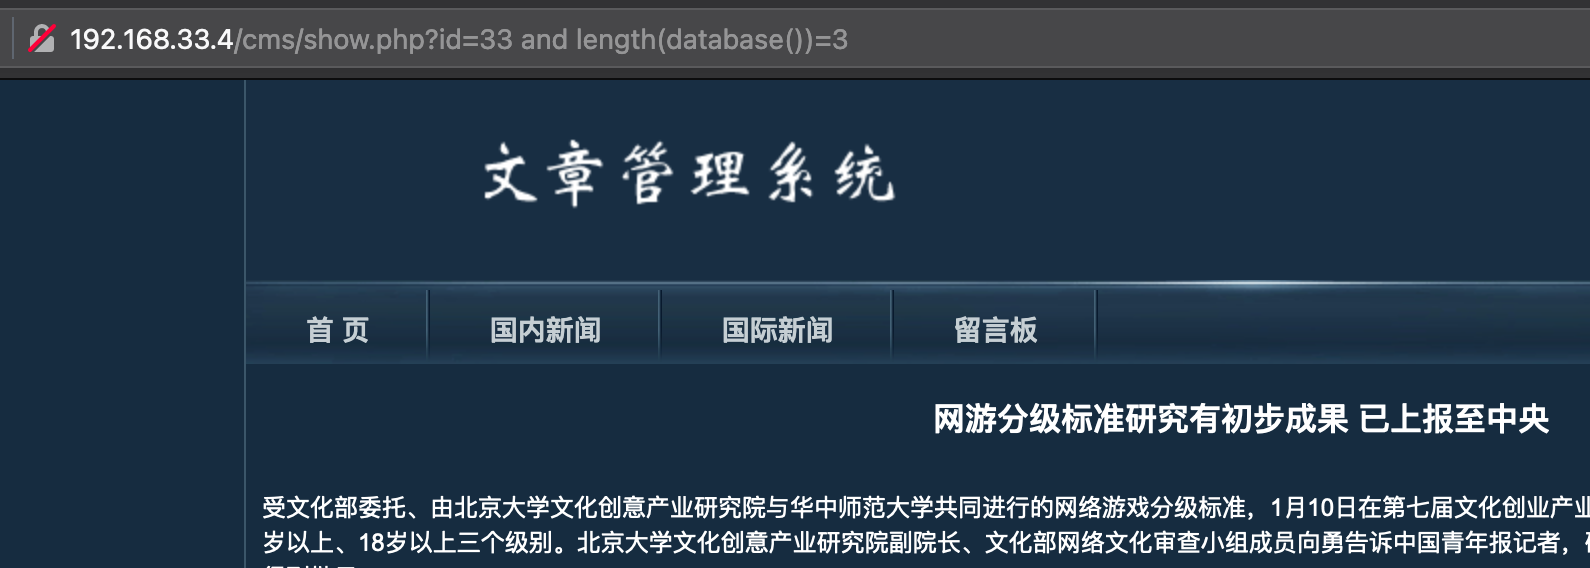 192.168.33.4/cms/show.php?id=33 and length(database())=3
文章管理系统
首 页 国内新闻 国际新闻 留言板
网游分级标准研究有初步成果 已上报至中央
受文化部委托、由北京大学文化创意产业研究院与华中师范大学共同进行的网络游戏分级标准，1月10日在第七届文化创业产业
岁以上、18岁以上三个级别。北京大学文化创意产业研究院副院长、文化部网络文化审查小组成员向勇告诉中国青年报记者，